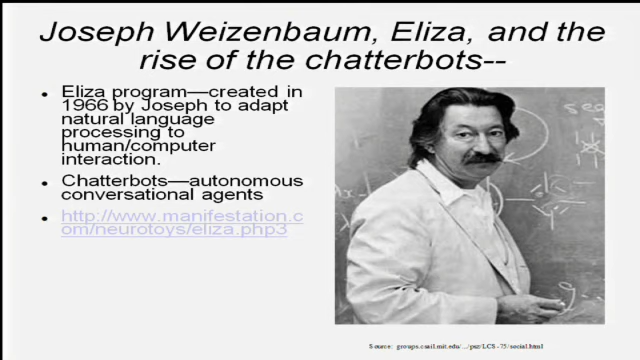 Joseph Weizenbaum, Eliza, and the
rise of the chatterbots--
• Eliza program—created in
1966 by Joseph to adapt
natural language
processing to
human/computer
interaction.
• Chatterbots—autonomous
conversational agents
• http://www.manifestation.c
om/neurotoys/eliza.php3
Source: groups.csail.mit.edu/.../psz/LCS-75/social.html